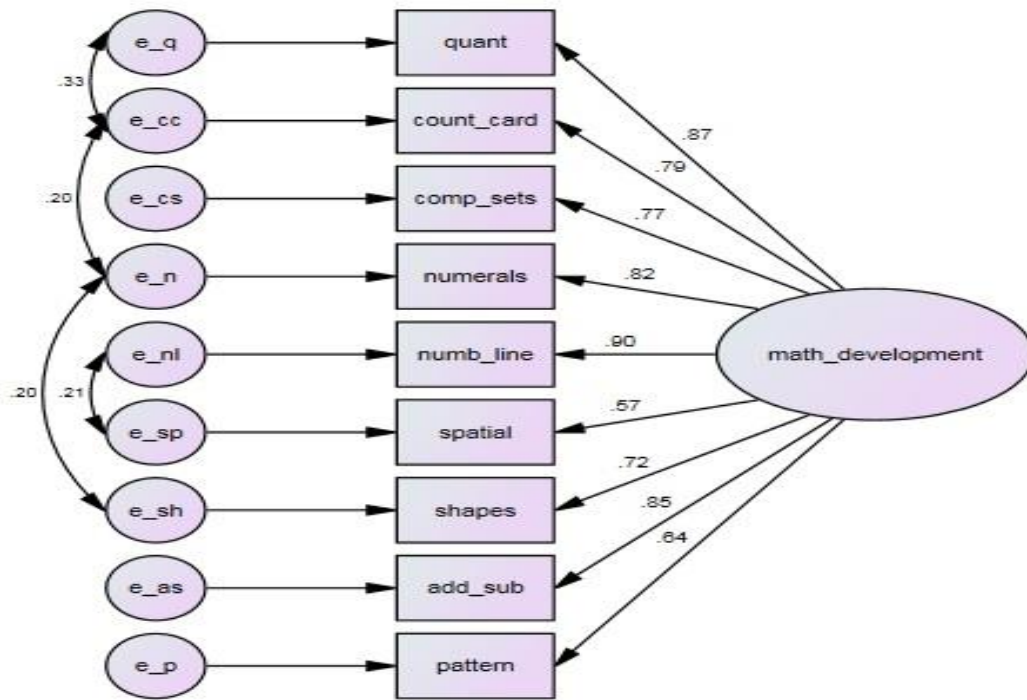 e_q quant
.33
.87
e_cc count_card
.79
.20
e_cs comp_sets
.77
e_n numerals
.82
e_nl numb_line
.90
math_development
.20
.21
.57
e_sp spatial
.72
e_sh shapes
.85
.64
e_as add_sub
e_p pattern